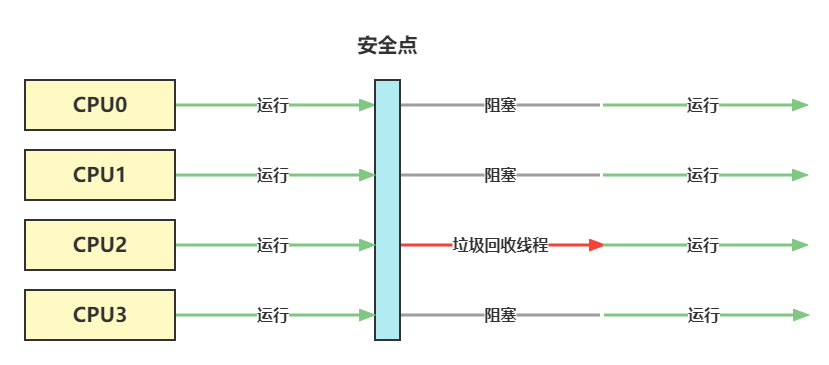 安全点
CPU0 运行 阻塞 运行
CPU1 运行 阻塞 运行
CPU2 运行 垃圾回收线程 运行
CPU3 运行 阻塞 运行